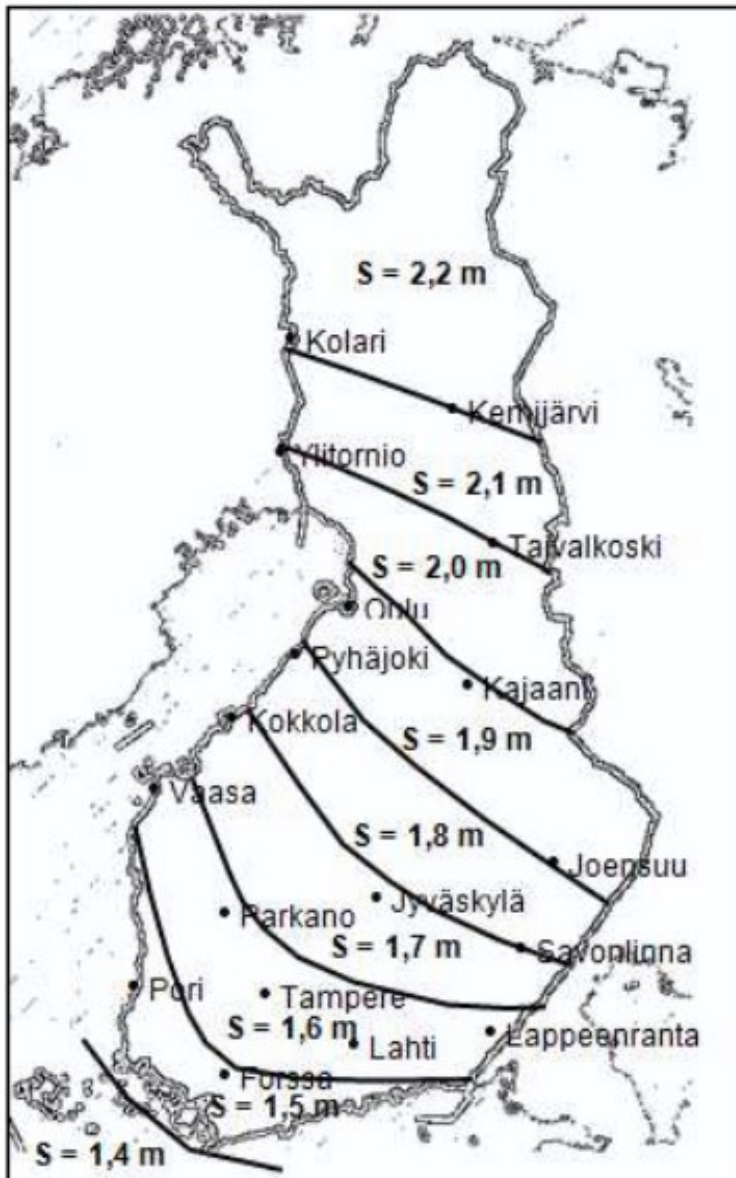 S = 2,2 m
Kolari
Kemijärvi
Ylitornio
S = 2,1 m
Taivalkoski
S = 2,0 m
Oulu
Pyhäjoki
Kajaani
Kokkola
S = 1,9 m
Vaasa
S = 1,8 m
Joensuu
Jyväskylä
Parkano
S = 1,7 m
Savonlinna
Pori
Tampere
S = 1,6 m
Lappeenranta
Lahti
Forssa
S = 1,5 m
S = 1,4 m